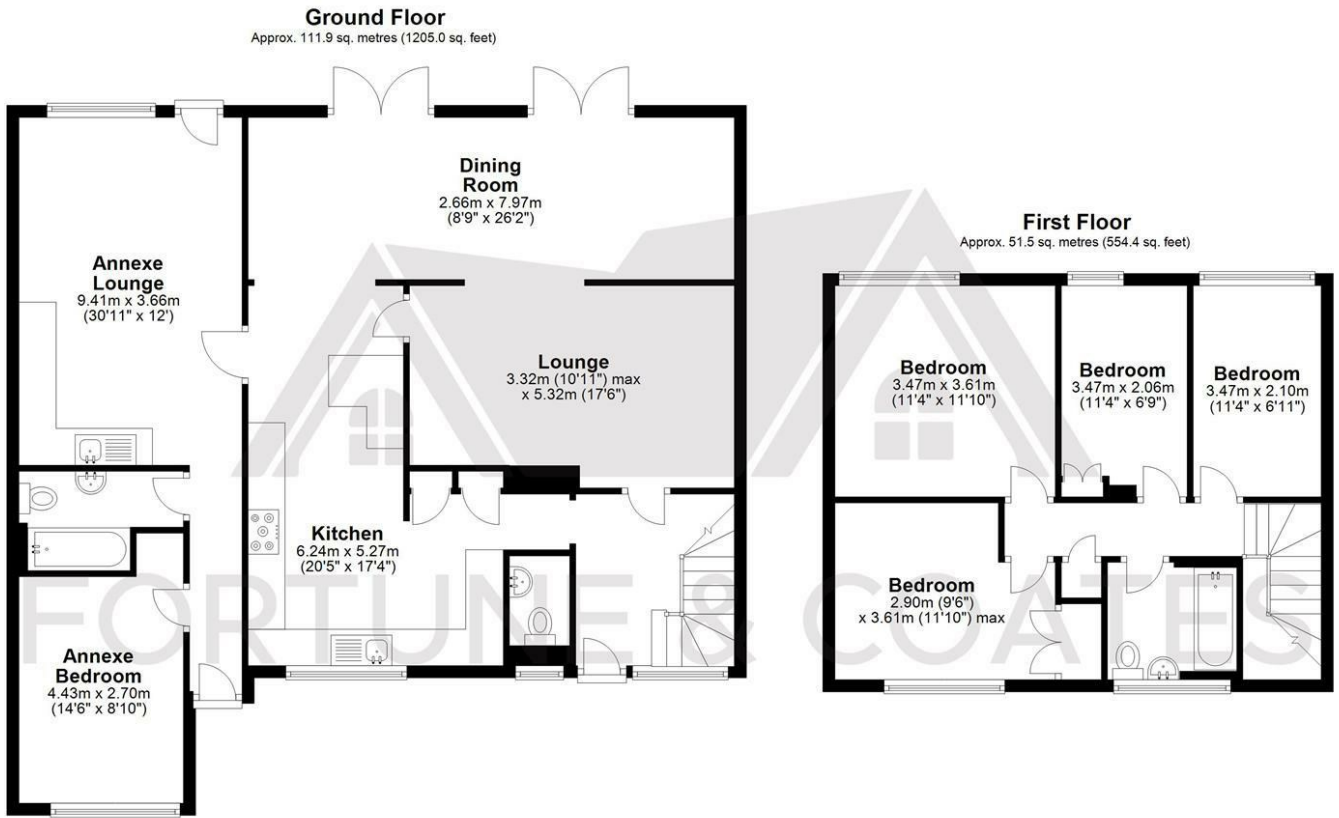 Ground Floor
Approx. 111.9 sq. metres (1205.0 sq. feet)
Dining
Room
2.66m x 7.97m
(8'9" x 26'2")
Annexe
Lounge
9.41m x 3.66m
(30'11" x 12')
Lounge
3.32m (10'11") max
x 5.32m (17'6")
Kitchen
6.24m x 5.27m
(20'5" x 17'4")
Annexe
Bedroom
4.43m x 2.70m
(14'6" x 8'10")
First Floor
Approx. 51.5 sq. metres (554.4 sq. feet)
Bedroom
3.47m x 3.61m
(11'4" x 11'10")
Bedroom
3.47m x 2.06m
(11'4" x 6'9")
Bedroom
3.47m x 2.10m
(11'4" x 6'11")
Bedroom
2.90m (9'6")
x 3.61m (11'10") max
FORTUNE & COATES